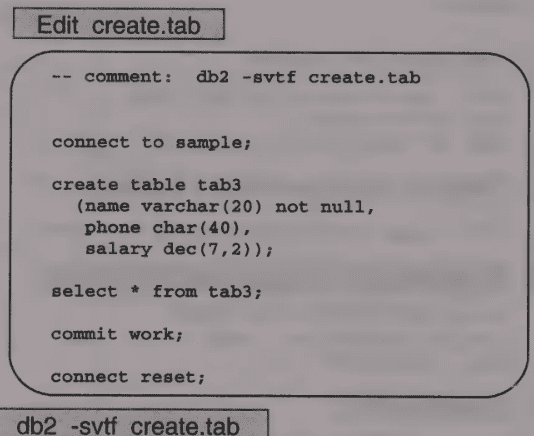 Edit create.tab
-- comment: db2 -svtf create.tab
connect to sample;
create table tab3
(name varchar(20) not null,
phone char(40),
salary dec(7,2));
select * from tab3;
commit work;
connect reset;
db2 -svtf create.tab